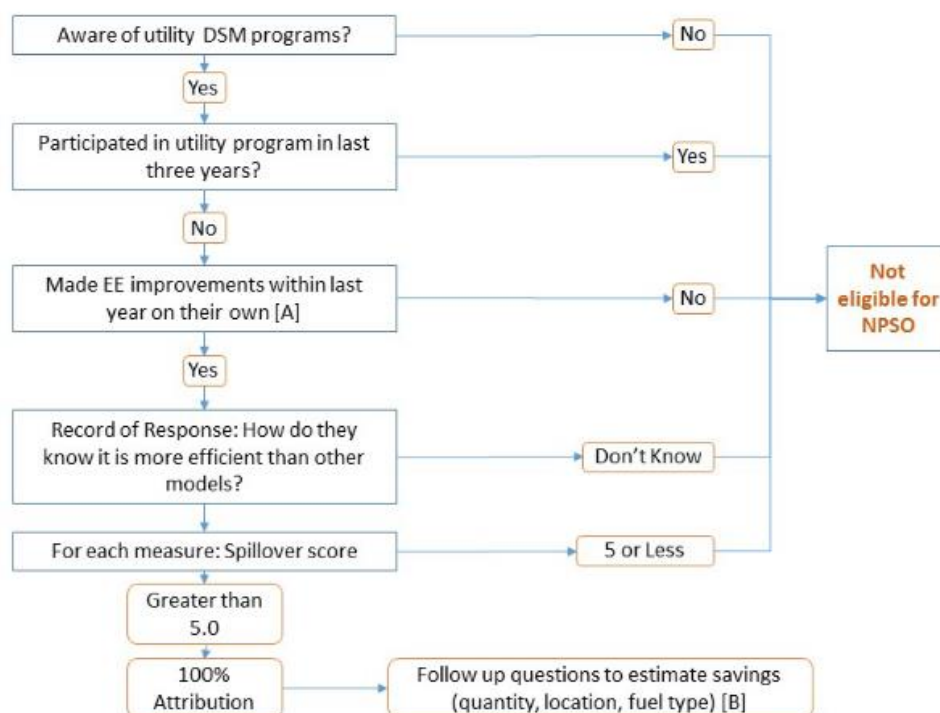 Aware of utility DSM programs?
No
Yes
Participated in utility program in last
three years?
Yes
No
Made EE improvements within last
year on their own [A]
No
Not
eligible for
NPSO
Yes
Record of Response: How do they
know it is more efficient than other
models?
Don't Know
For each measure: Spillover score
5 or Less
Greater than
5.0
100%
Attribution
Follow up questions to estimate savings
(quantity, location, fuel type) [B]